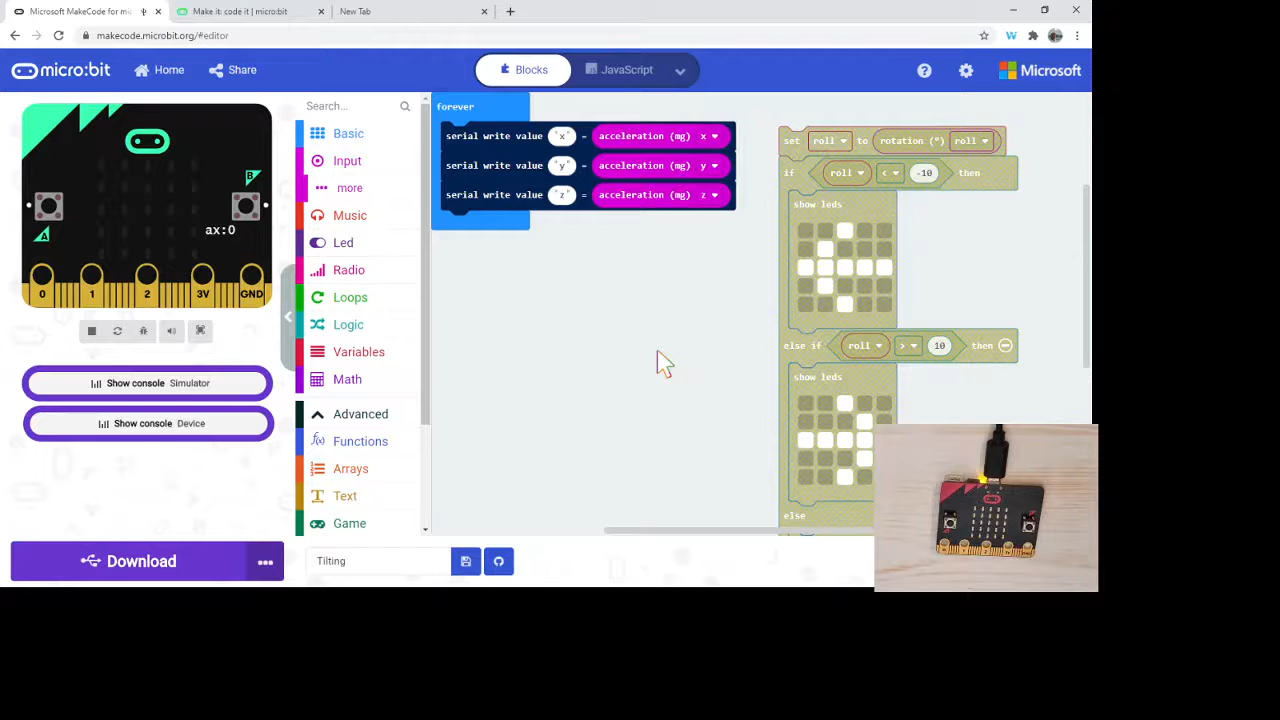 Microsoft MakeCode for mic
Make it: code it | micro:bit
New Tab
makecode.microbit.org/#editor
micro:bit
Home
Share
Blocks
JavaScript
Microsoft
B
A
ax:0
0
1
2
3V
GND
Show console Simulator
Show console Device
Download
Search...
Basic
Input
more
Music
Led
Radio
Loops
Logic
Variables
Math
Advanced
Functions
Arrays
Text
Game
forever
serial write value "x" = acceleration (mg) x
serial write value "y" = acceleration (mg) y
serial write value "z" = acceleration (mg) z
set roll to rotation (°) roll
if roll < -10 then
show leds
else if roll > 10 then
show leds
else
Tilting